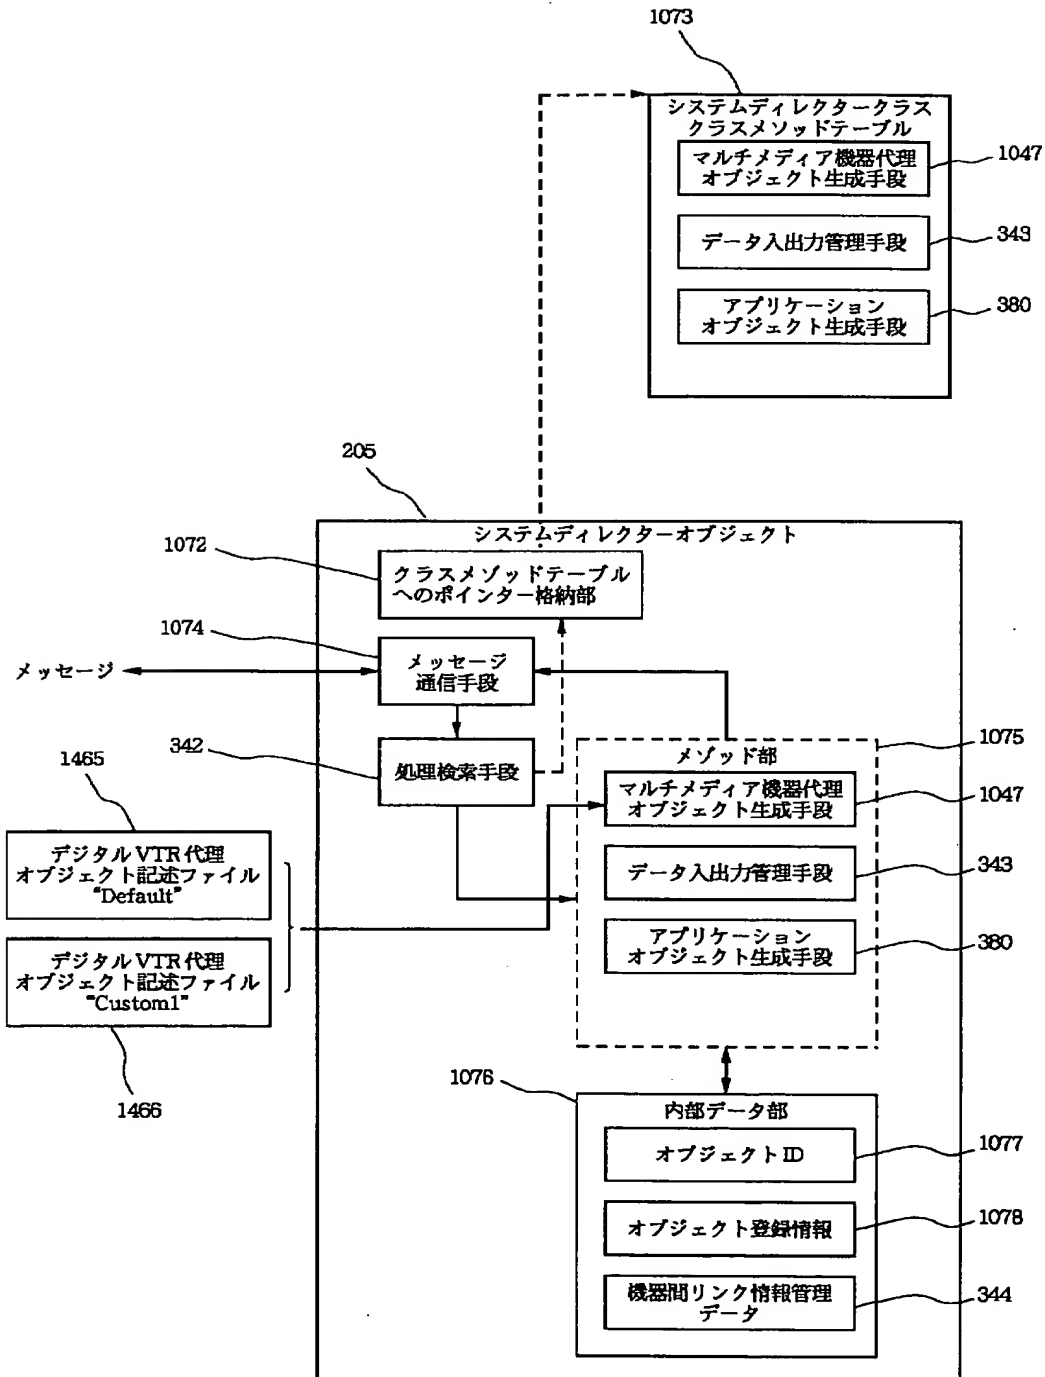 1073
システムディレクタークラス
クラスメソッドテーブル
マルチメディア機器代理
オブジェクト生成手段
1047
データ入出力管理手段
343
アプリケーション
オブジェクト生成手段
380
205
システムディレクターオブジェクト
1072
クラスメゾッドテーブル
へのポインター格納部
1074
メッセージ
メッセージ
通信手段
342
処理検索手段
1075
メゾッド部
マルチメディア機器代理
オブジェクト生成手段
1047
データ入出力管理手段
343
アプリケーション
オブジェクト生成手段
380
1465
デジタルVTR代理
オブジェクト記述ファイル
"Default"
デジタルVTR代理
オブジェクト記述ファイル
"Custom1"
1466
1076
内部データ部
オブジェクトID
1077
オブジェクト登録情報
1078
機器間リンク情報管理
データ
344